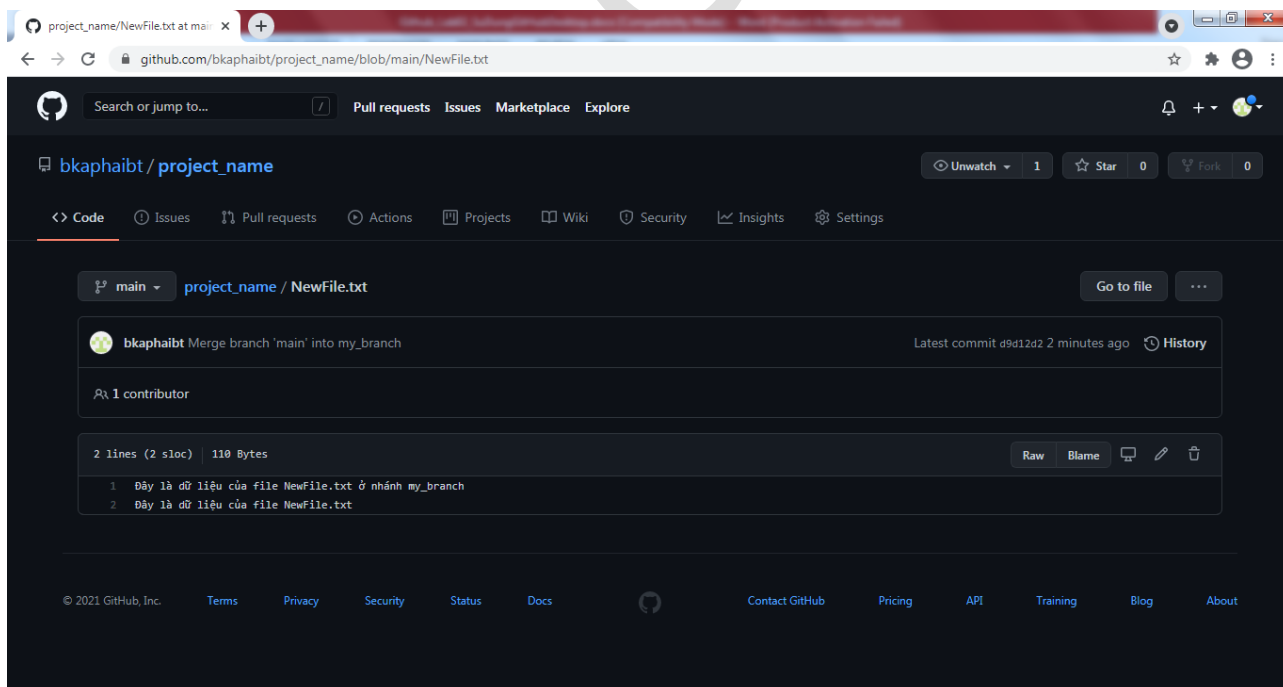 project_name/NewFile.txt at mai
github.com/bkaphaibt/project_name/blob/main/NewFile.txt
Search or jump to... / Pull requests Issues Marketplace Explore
bkaphaibt / project_name Unwatch 1 Star 0 Fork 0
<> Code Issues Pull requests Actions Projects Wiki Security Insights Settings
main project_name / NewFile.txt Go to file ...
bkaphaibt Merge branch 'main' into my_branch Latest commit d9d12d2 2 minutes ago History
1 contributor
2 lines (2 sloc) 110 Bytes Raw Blame
1 Đây là dữ liệu của file NewFile.txt ở nhánh my_branch
2 Đây là dữ liệu của file NewFile.txt
© 2021 GitHub, Inc. Terms Privacy Security Status Docs Contact GitHub Pricing API Training Blog About